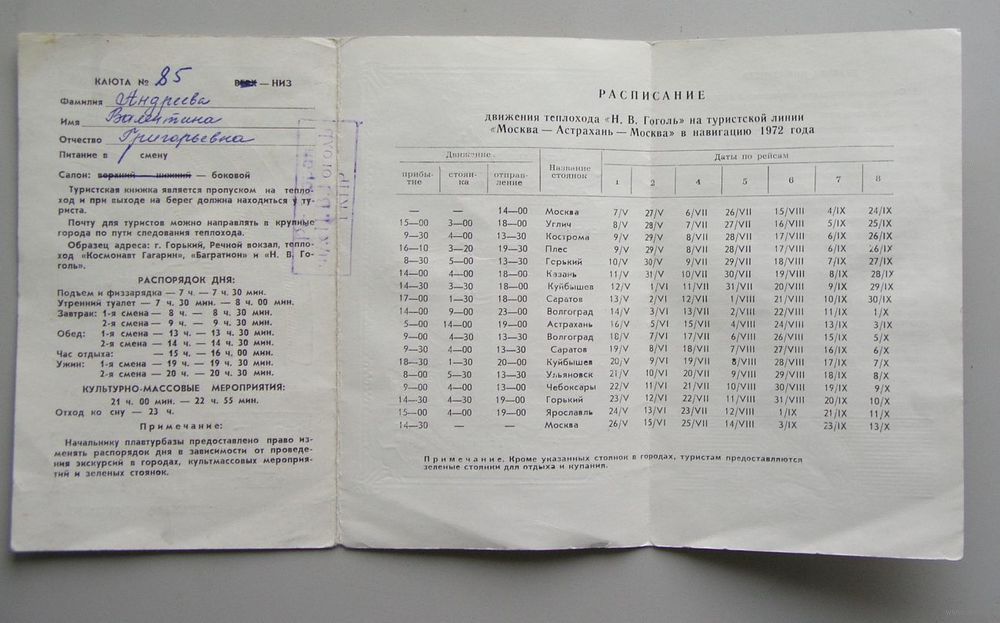 КАЮТА № 85 ВЕРХ — НИЗ
Фамилия Андреева
Имя Валентина
Отчество Григорьевна
Питание в 1 смену
Салон: верхний — нижний — боковой
Туристская книжка является пропуском на тепло-
ход и при выходе на берег должна находиться у ту-
риста.
Почту для туристов можно направлять в крупные
города по пути следования теплохода.
Образец адреса: г. Горький, Речной вокзал, тепло-
ход «Космонавт Гагарин», «Багратион» и «Н. В. Го-
голь».
РАСПОРЯДОК ДНЯ:
Подъем и физзарядка — 7 ч. — 7 ч. 30 мин.
Утренний туалет — 7 ч. 30 мин. — 8 ч. 00 мин.
Завтрак: 1-я смена — 8 ч. — 8 ч. 30 мин.
2-я смена — 9 ч. — 9 ч. 30 мин.
Обед: 1-я смена — 13 ч. — 13 ч. 30 мин.
2-я смена — 14 ч. — 14 ч. 30 мин.
Час отдыха: — 15 ч. — 16 ч. 00 мин.
Ужин: 1-я смена — 19 ч. — 19 ч. 30 мин.
2-я смена — 20 ч. — 20 ч. 30 мин.
КУЛЬТУРНО-МАССОВЫЕ МЕРОПРИЯТИЯ:
21 ч. 00 мин. — 22 ч. 55 мин.
Отход ко сну — 23 ч.
Примечание:
Начальнику плавтурбазы предоставлено право из-
менять распорядок дня в зависимости от проведе-
ния экскурсий в городах, культмассовых мероприя-
тий и зеленых стоянок.
РАСПИСАНИЕ
движения теплохода «Н. В. Гоголь» на туристской линии
«Москва — Астрахань — Москва» в навигацию 1972 года
Движение Название стоянок Даты по рейсам
прибы-тие стоян-ка отправ-ление 1 2 4 5 6 7 8
— — 14—00 Москва 7/V 27/V 6/VII 26/VII 15/VIII 4/IX 24/IX
15—00 3—00 18—00 Углич 8/V 28/V 7/VII 27/VII 16/VIII 5/IX 25/IX
9—30 4—00 13—30 Кострома 9/V 29/V 8/VII 28/VII 17/VIII 6/IX 26/IX
16—10 3—20 19—30 Плес 9/V 29/V 8/VII 28/VII 17/VIII 6/IX 26/IX
8—30 5—00 13—30 Горький 10/V 30/V 9/VII 29/VII 18/VIII 7/IX 27/IX
14—00 4—00 18—00 Казань 11/V 31/V 10/VII 30/VII 19/VIII 8/IX 28/IX
14—30 3—30 18—00 Куйбышев 12/V 1/VI 11/VII 31/VII 20/VIII 9/IX 29/IX
17—00 1—30 18—00 Саратов 13/V 2/VI 12/VII 1/VIII 21/VIII 10/IX 30/IX
14—00 9—00 23—00 Волгоград 14/V 3/VI 13/VII 2/VIII 22/VIII 11/IX 1/X
5—00 14—00 19—00 Астрахань 16/V 5/VI 15/VII 4/VIII 24/VIII 13/IX 3/IX
9—00 4—30 13—30 Волгоград 18/V 7/VI 17/VII 6/VIII 26/VIII 15/IX 5/X
9—30 4—00 13—30 Саратов 19/V 8/VI 18/VII 7/VIII 27/VIII 16/IX 6/X
18—30 1—30 20—00 Куйбышев 20/V 9/VI 19/VII 8/VIII 28/VIII 17/IX 7/X
8—00 5—30 13—30 Ульяновск 21/V 10/VI 20/VII 9/VIII 29/VIII 18/IX 8/X
9—00 4—00 13—00 Чебоксары 22/V 11/VI 21/VII 10/VIII 30/VIII 19/IX 9/X
14—30 4—30 19—00 Горький 23/V 12/VI 22/VII 11/VIII 31/VIII 20/IX 10/X
15—00 4—00 19—00 Ярославль 24/V 13/VI 23/VII 12/VIII 1/IX 21/IX 11/X
14—30 — — Москва 26/V 15/VI 25/VII 14/VIII 3/IX 23/IX 13/X
Примечание. Кроме указанных стоянок в городах, туристам предоставляются
зеленые стоянки для отдыха и купания.